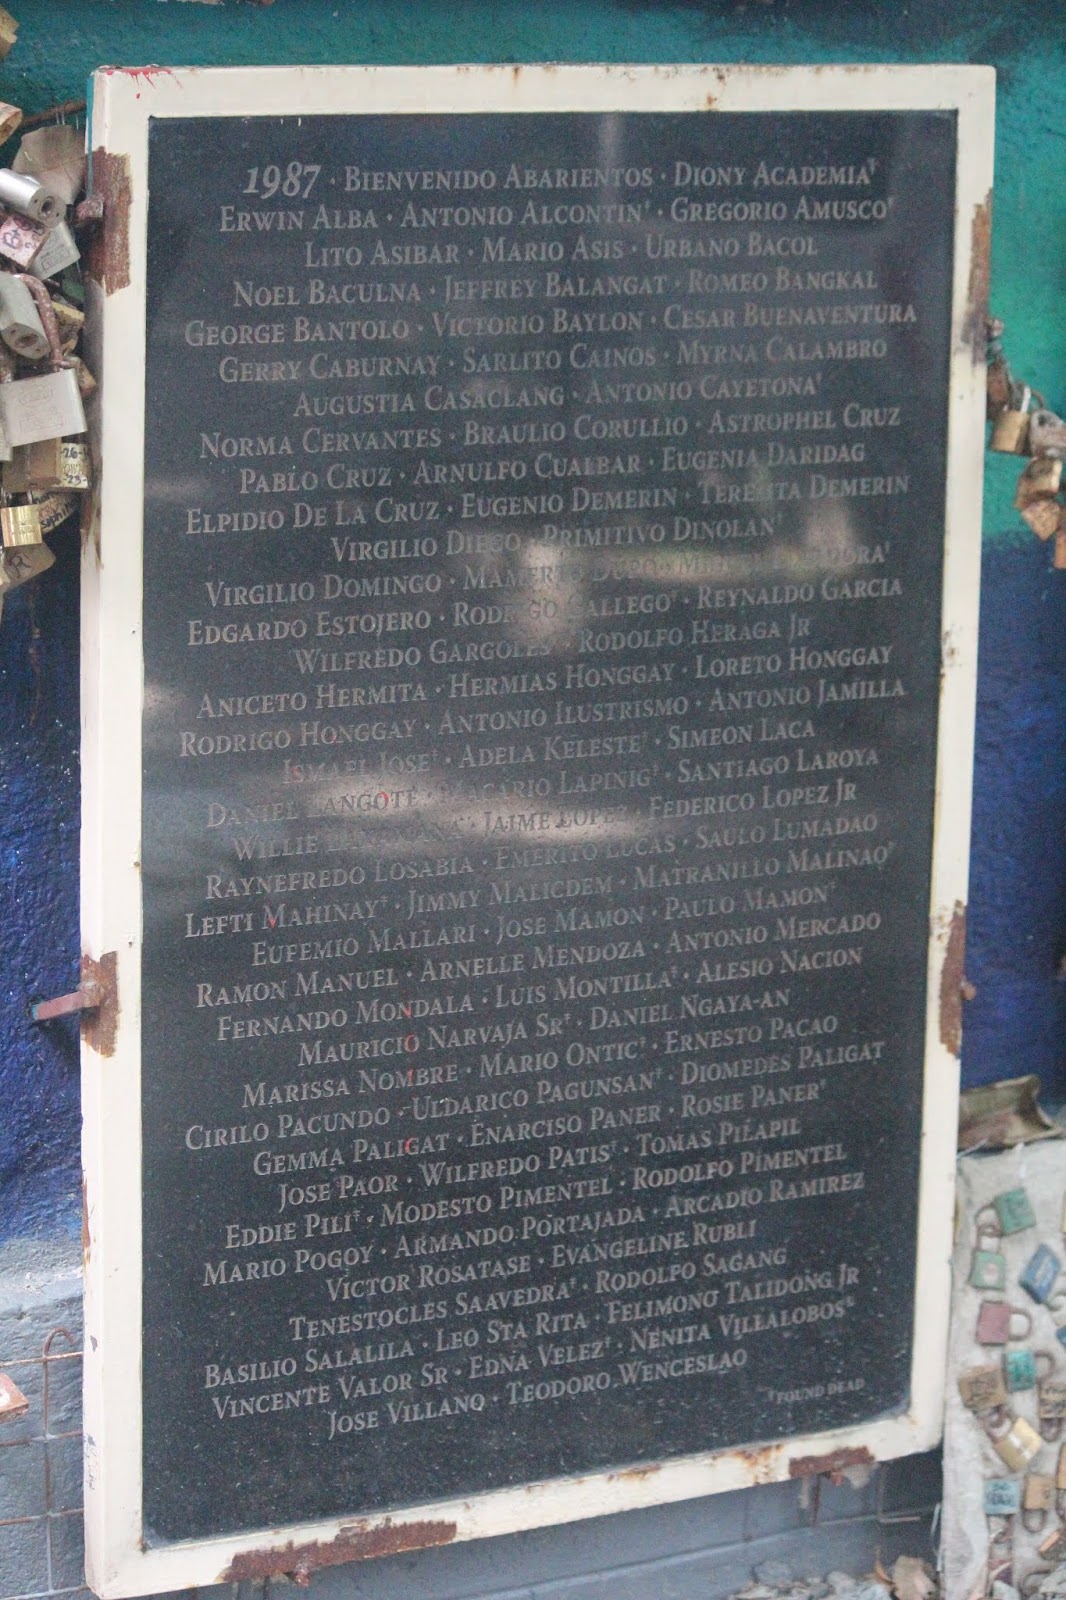 1987 · BIENVENIDO ABARIENTOS · DIONY ACADEMIA†
ERWIN ALBA · ANTONIO ALCONTIN† · GREGORIO AMUSCO†
LITO ASIBAR · MARIO ASIS · URBANO BACOL
NOEL BACULNA · JEFFREY BALANGAT · ROMEO BANGKAL
GEORGE BANTOLO · VICTORIO BAYLON · CESAR BUENAVENTURA
GERRY CABURNAY · SARLITO CAINOS · MYRNA CALAMBRO
AUGUSTIA CASACLANG · ANTONIO CAYETONA†
NORMA CERVANTES · BRAULIO CORULLIO · ASTROPHEL CRUZ
PABLO CRUZ · ARNULFO CUALBAR · EUGENIA DARIDAG
ELPIDIO DE LA CRUZ · EUGENIO DEMERIN · TERESITA DEMERIN
VIRGILIO DIEGO · PRIMITIVO DINOLAN†
VIRGILIO DOMINGO · MAMERTO
EDGARDO ESTOJERO · RODRIGO GALLEGO† · REYNALDO GARCIA
WILFREDO GARGOLES · RODOLFO HERAGA JR
ANICETO HERMITA · HERMIAS HONGGAY · LORETO HONGGAY
RODRIGO HONGGAY · ANTONIO ILUSTRISMO · ANTONIO JAMILLA
ISMAEL JOSE† · ADELA KELESTE† · SIMEON LACA
DANIEL LANGOTE · MACARIO LAPINIG† · SANTIAGO LAROYA
WILLIE · JAIME LOPEZ · FEDERICO LOPEZ JR
RAYNEFREDO LOSABIA · EMERITO LUCAS · SAULO LUMADAO
LEFTI MAHINAY† · JIMMY MALICDEM · MATRANILLO MALINAO†
EUFEMIO MALLARI · JOSE MAMON · PAULO MAMON†
RAMON MANUEL · ARNELLE MENDOZA · ANTONIO MERCADO
FERNANDO MONDALA · LUIS MONTILLA† · ALESIO NACION
MAURICIO NARVAJA SR† · DANIEL NGAYA-AN
MARISSA NOMBRE · MARIO ONTIC† · ERNESTO PACAO
CIRILO PACUNDO · ULDARICO PAGUNSAN† · DIOMEDES PALIGAT
GEMMA PALIGAT · ENARCISO PANER · ROSIE PANER†
JOSE PAOR · WILFREDO PATIS† · TOMAS PILAPIL
EDDIE PILI† · MODESTO PIMENTEL · RODOLFO PIMENTEL
MARIO POGOY · ARMANDO PORTAJADA · ARCADIO RAMIREZ
VICTOR ROSATASE · EVANGELINE RUBLI
TENESTOCLES SAAVEDRA† · RODOLFO SAGANG
BASILIO SALALILA · LEO STA RITA · FELIMONO TALIDONG JR
VINCENTE VALOR SR · EDNA VELEZ† · NENITA VILLALOBOS†
JOSE VILLANO · TEODORO WENCESLAO
†FOUND DEAD